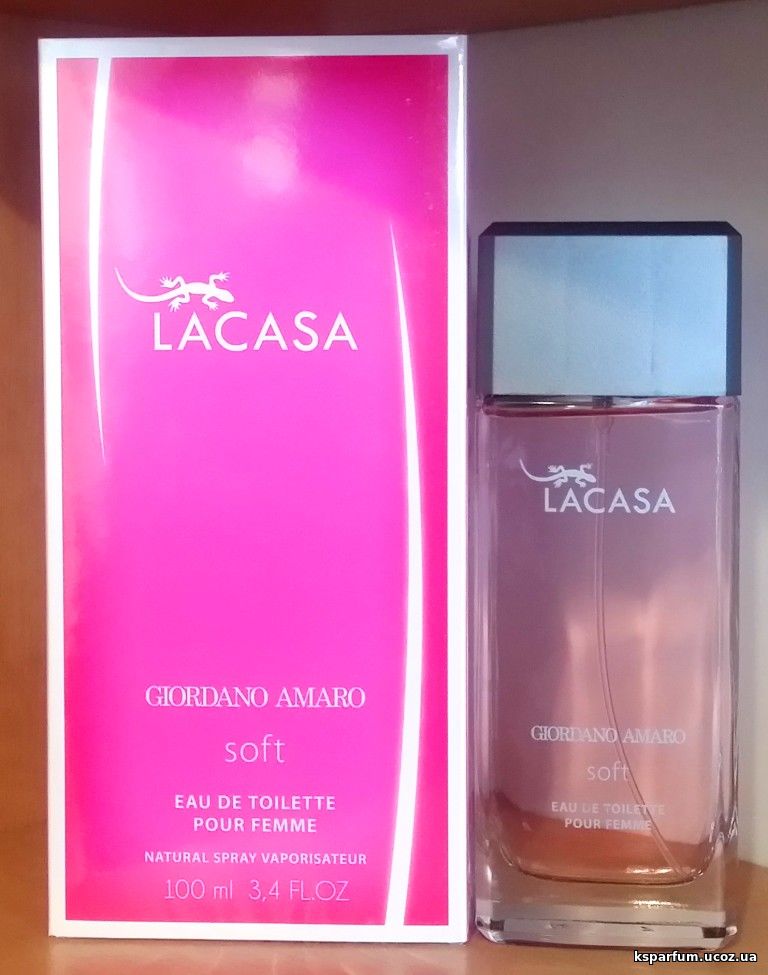 LACASA
GIORDANO AMARO
soft
EAU DE TOILETTE
POUR FEMME
NATURAL SPRAY VAPORISATEUR
100 ml 3,4 FL.OZ
LACASA
GIORDANO AMARO
soft
EAU DE TOILETTE
POUR FEMME
ksparfum.ucoz.ua